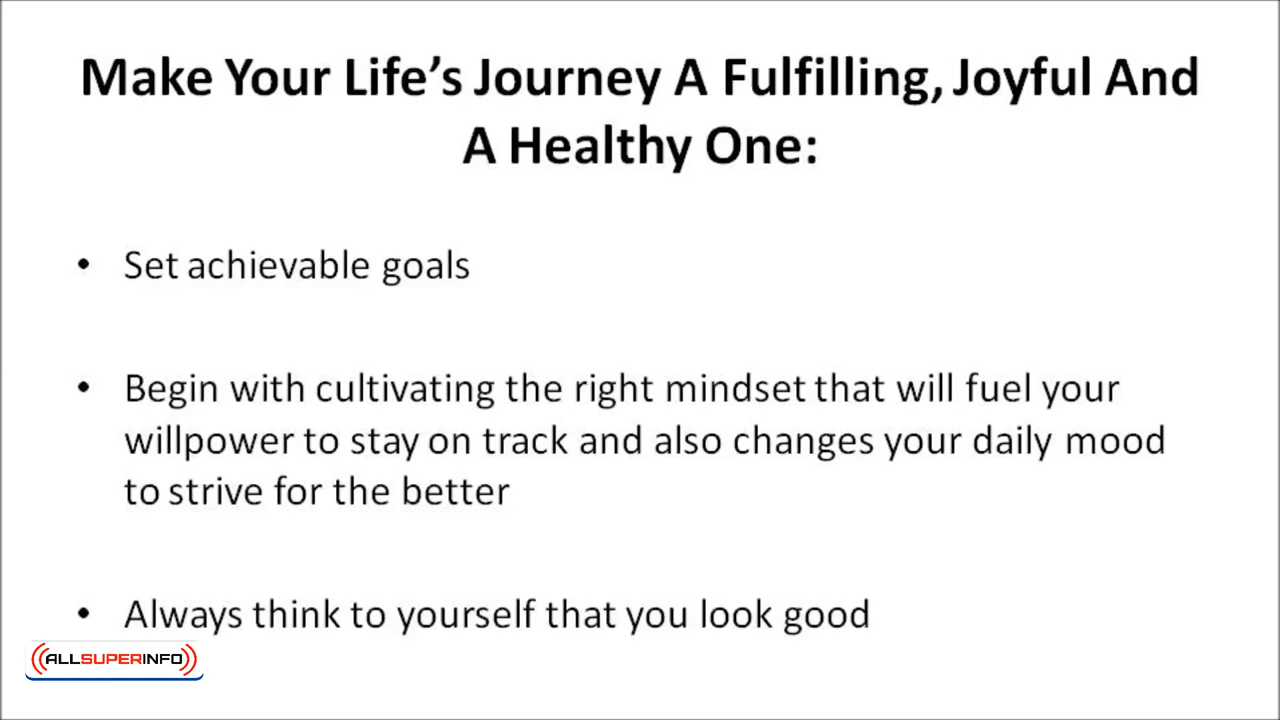 Make Your Life’s Journey A Fulfilling, Joyful And
A Healthy One:
• Set achievable goals
• Begin with cultivating the right mindset that will fuel your
willpower to stay on track and also changes your daily mood
to strive for the better
• Always think to yourself that you look good
ALLSUPERINFO